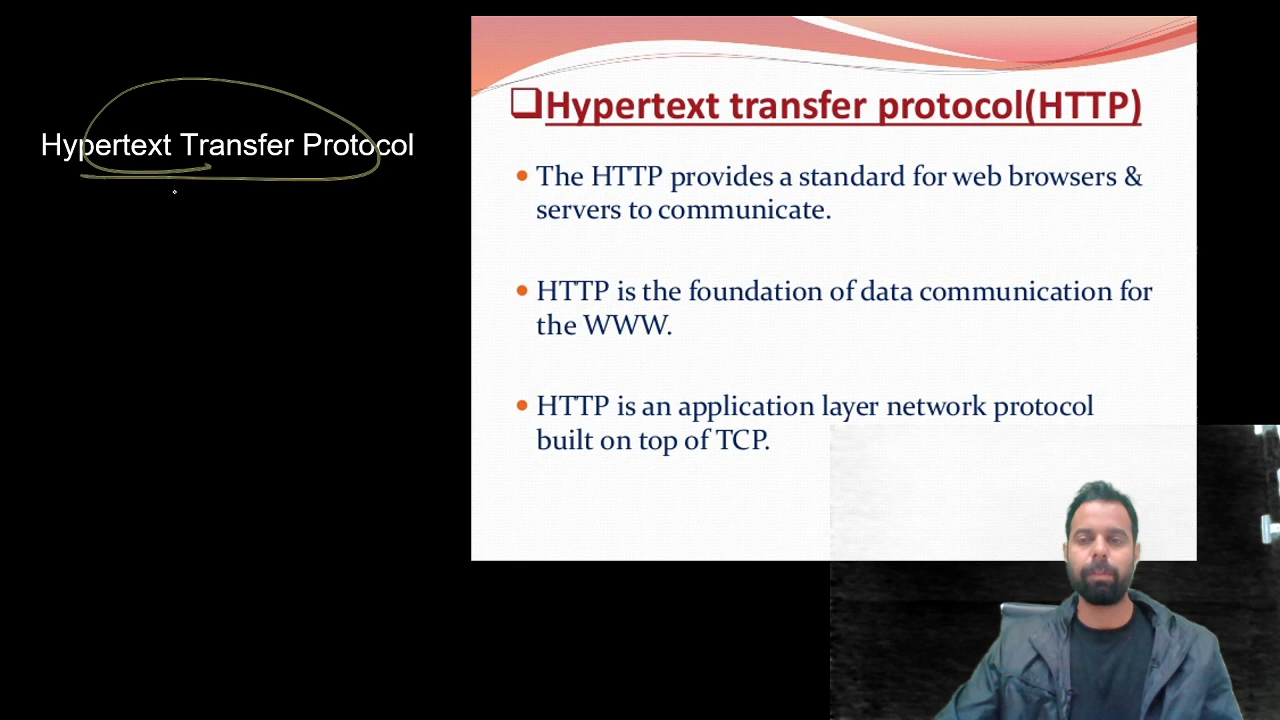 Hypertext Transfer Protocol
Hypertext transfer protocol(HTTP)
The HTTP provides a standard for web browsers &
servers to communicate.
HTTP is the foundation of data communication for
the WWW.
HTTP is an application layer network protocol
built on top of TCP.